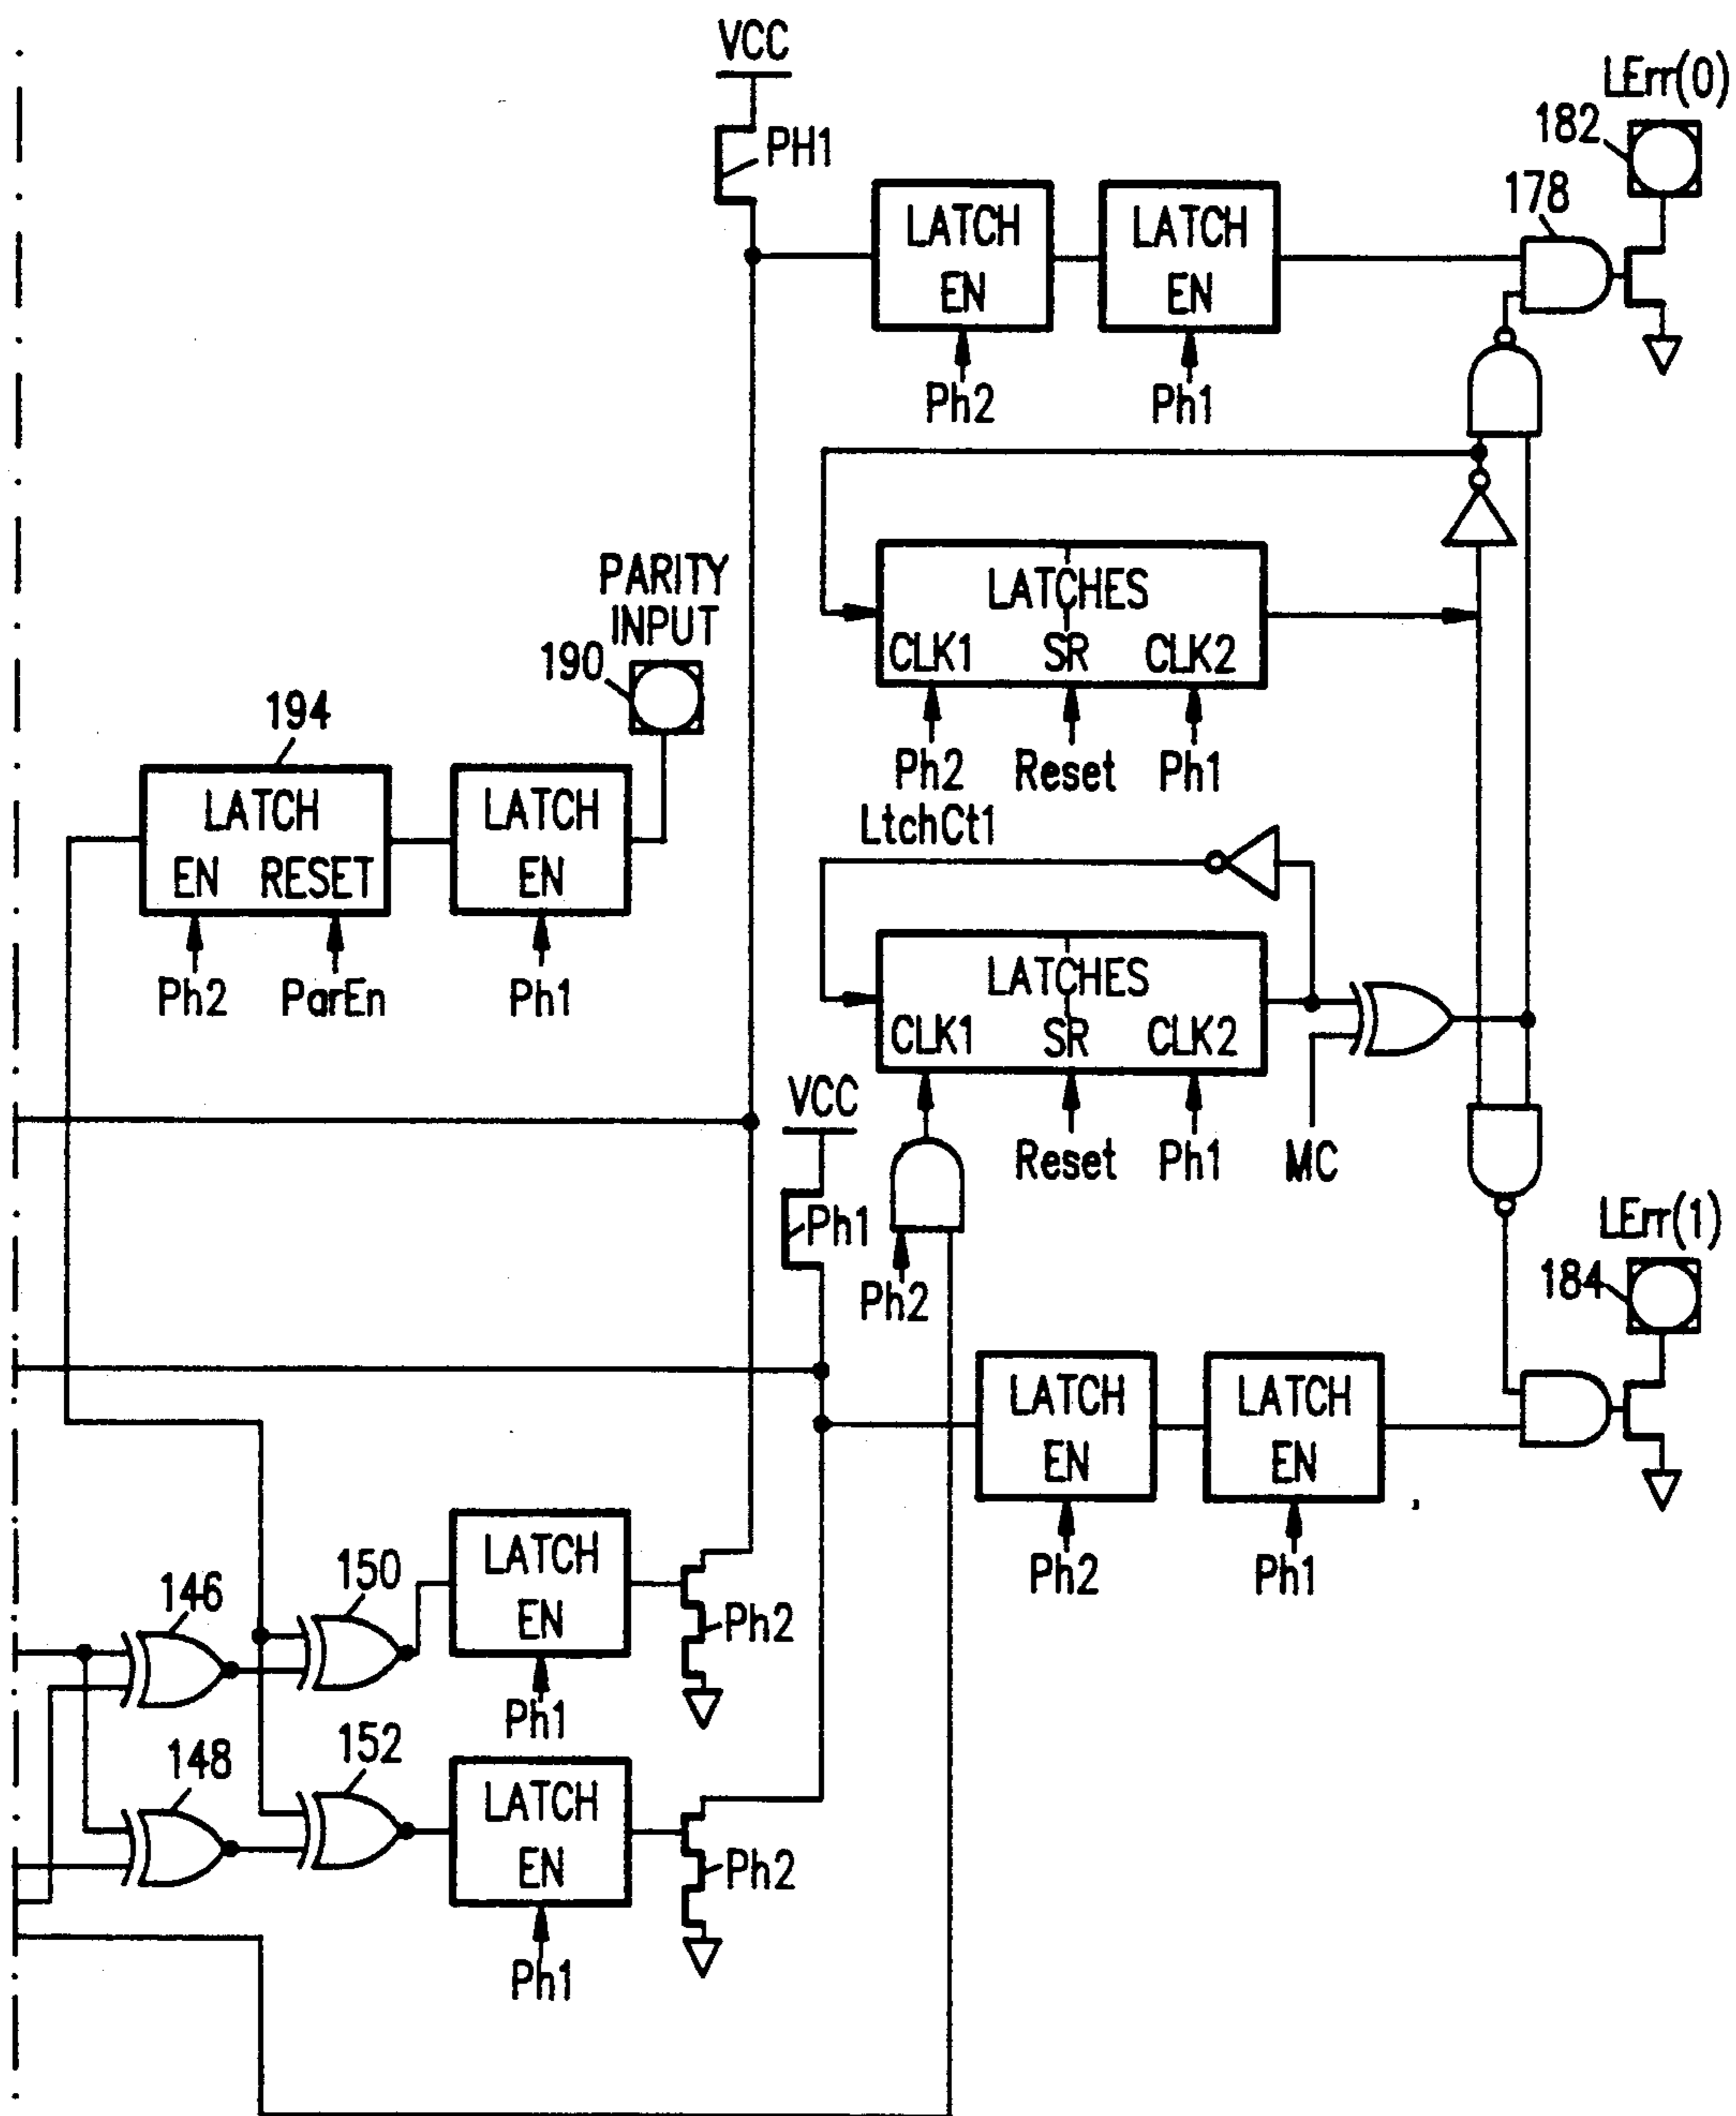 VCC
LErr(0)
182
PH1
178
LATCH
EN
LATCH
EN
Ph2
Ph1
PARITY
INPUT
190
LATCHES
CLK1 SR CLK2
194
Ph2 Reset Ph1
LATCH
EN RESET
LATCH
EN
LtchCt1
Ph2 ParEn
Ph1
LATCHES
CLK1 SR CLK2
VCC
Reset Ph1 MC
Ph1
LErr(1)
Ph2
184
LATCH
EN
LATCH
EN
Ph2
Ph1
146
150
LATCH
EN
Ph2
Ph1
148
152
LATCH
EN
Ph2
Ph1